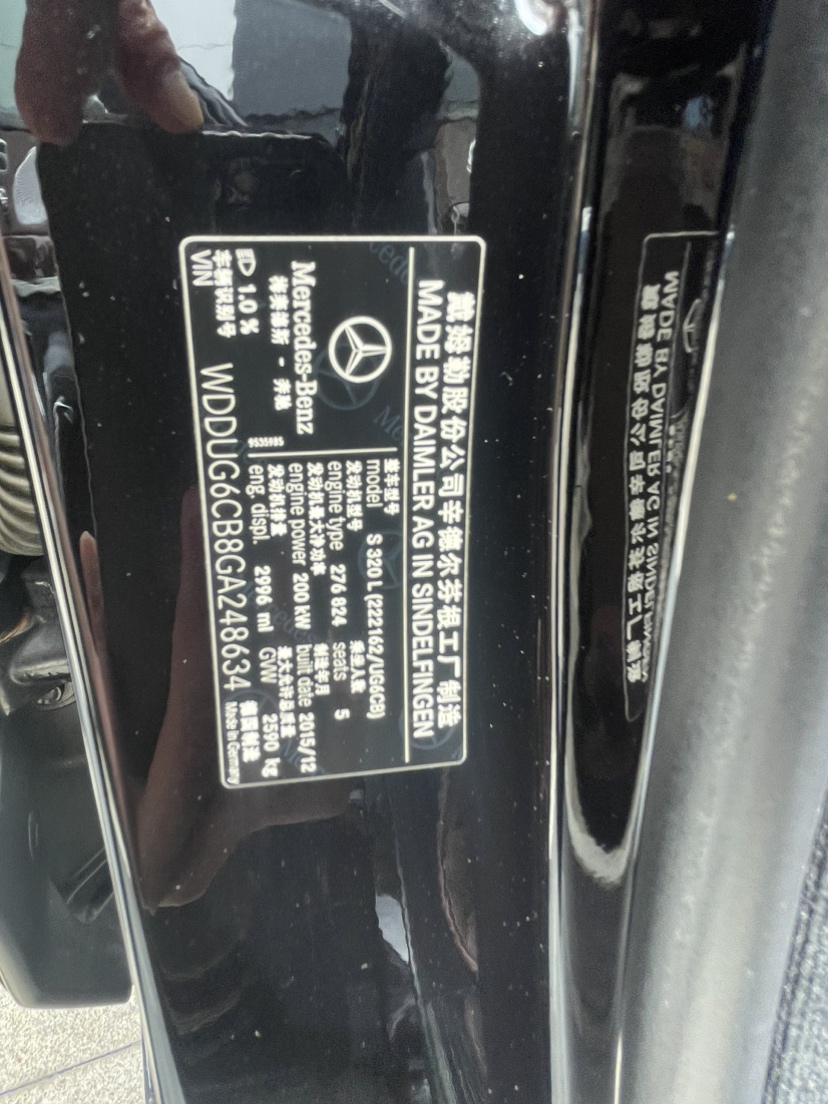 戴姆勒股份公司辛德尔芬根工厂制造
MADE BY DAIMLER AG IN SINDELFINGEN
Mercedes-Benz
梅赛德斯 - 奔驰
1.0 %
9535985
整车型号
model S 320 L (222162/UG6CB)
发动机型号 乘坐人数
engine type 276 824 seats 5
发动机最大净功率 制造年月
engine power 200 kW built date 2015/12
发动机排量 最大允许总质量
eng. displ. 2996 ml GVW 2590 kg
车辆识别号
VIN WDDUG6CB8GA248634
德国制造
Made in Germany